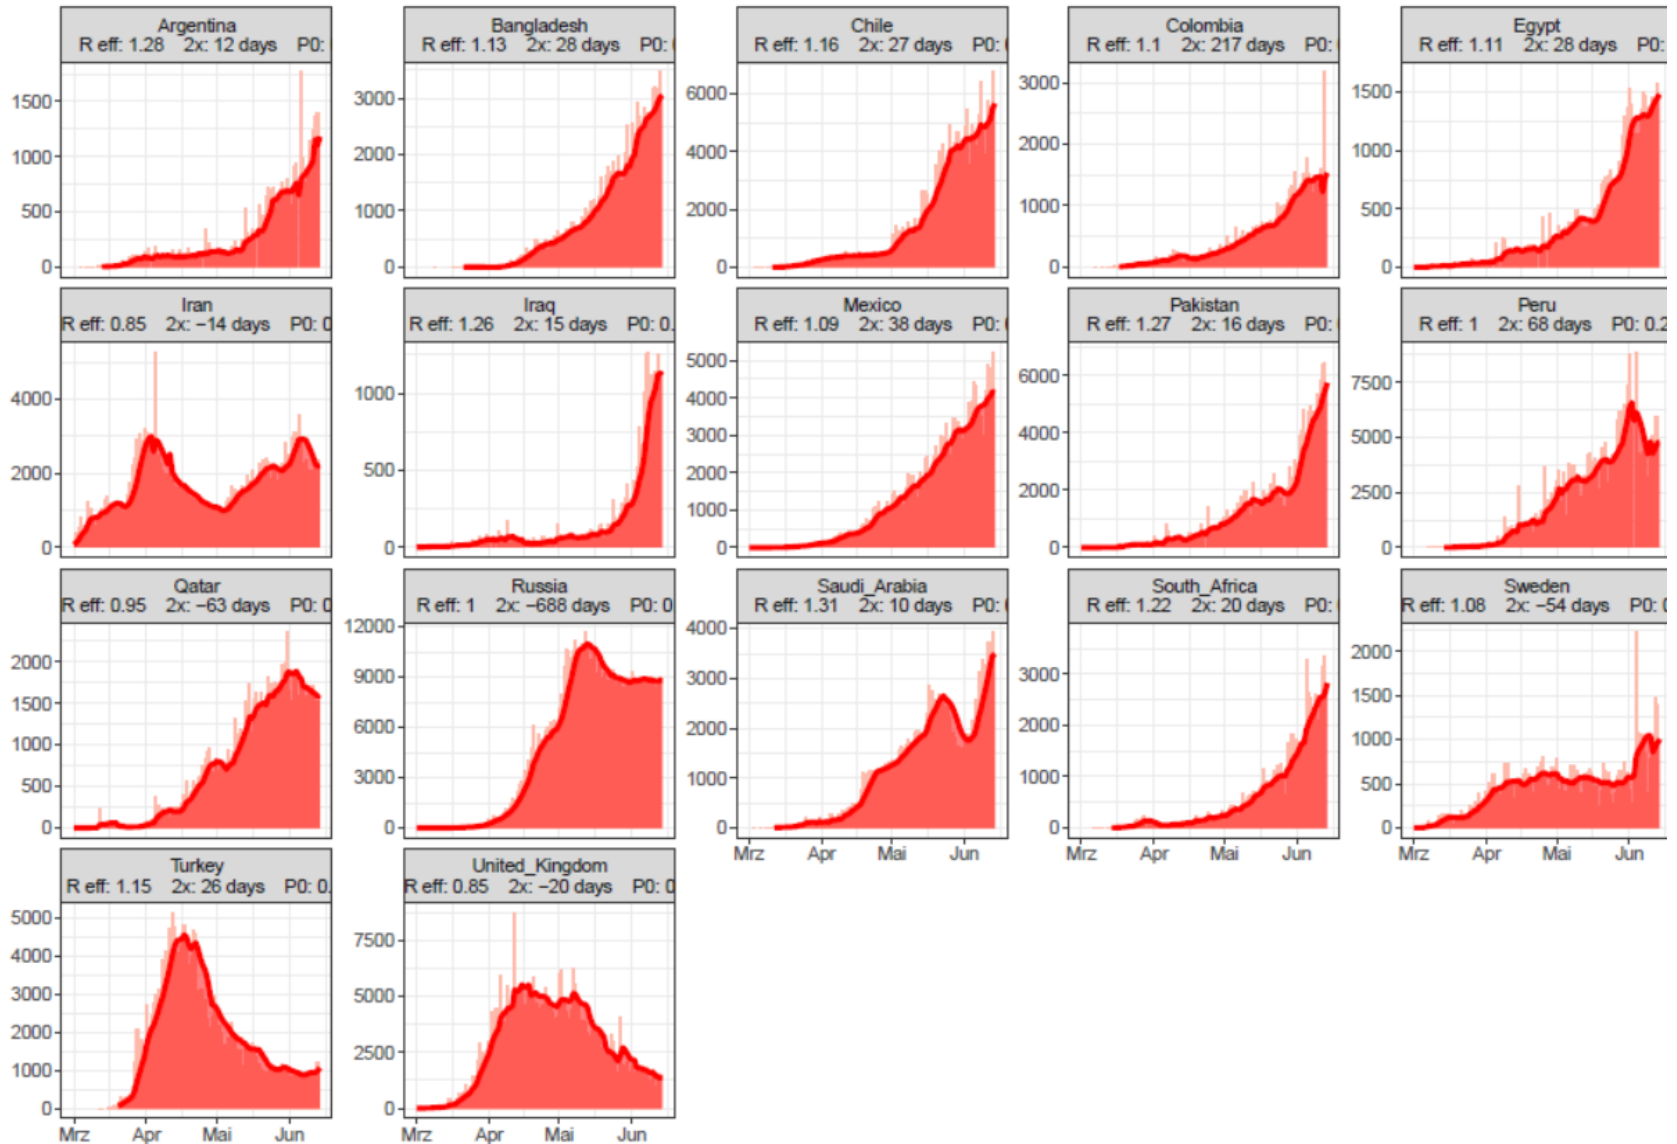 Argentina
R eff: 1.28 2x: 12 days P0:
Bangladesh
R eff: 1.13 2x: 28 days P0:
Chile
R eff: 1.16 2x: 27 days P0:
Colombia
R eff: 1.1 2x: 217 days P0:
Egypt
R eff: 1.11 2x: 28 days P0:
1500
1000
500
0
3000
2000
1000
0
6000
4000
2000
0
3000
2000
1000
0
1500
1000
500
0
Iran
R eff: 0.85 2x: −14 days P0: 0
Iraq
R eff: 1.26 2x: 15 days P0: 0.
Mexico
R eff: 1.09 2x: 38 days P0:
Pakistan
R eff: 1.27 2x: 16 days P0:
Peru
R eff: 1 2x: 68 days P0: 0.2
4000
2000
0
1000
500
0
5000
4000
3000
2000
1000
0
6000
4000
2000
0
7500
5000
2500
0
Qatar
R eff: 0.95 2x: −63 days P0: 0
Russia
R eff: 1 2x: −688 days P0: 0
Saudi_Arabia
R eff: 1.31 2x: 10 days P0:
South_Africa
R eff: 1.22 2x: 20 days P0:
Sweden
R eff: 1.08 2x: −54 days P0:
2000
1500
1000
500
0
12000
9000
6000
3000
0
4000
3000
2000
1000
0
3000
2000
1000
0
2000
1500
1000
500
0
Mrz Apr Mai Jun
Mrz Apr Mai Jun
Mrz Apr Mai Jun
Turkey
R eff: 1.15 2x: 26 days P0: 0.
United_Kingdom
R eff: 0.85 2x: −20 days P0: 0
5000
4000
3000
2000
1000
0
7500
5000
2500
0
Mrz Apr Mai Jun
Mrz Apr Mai Jun